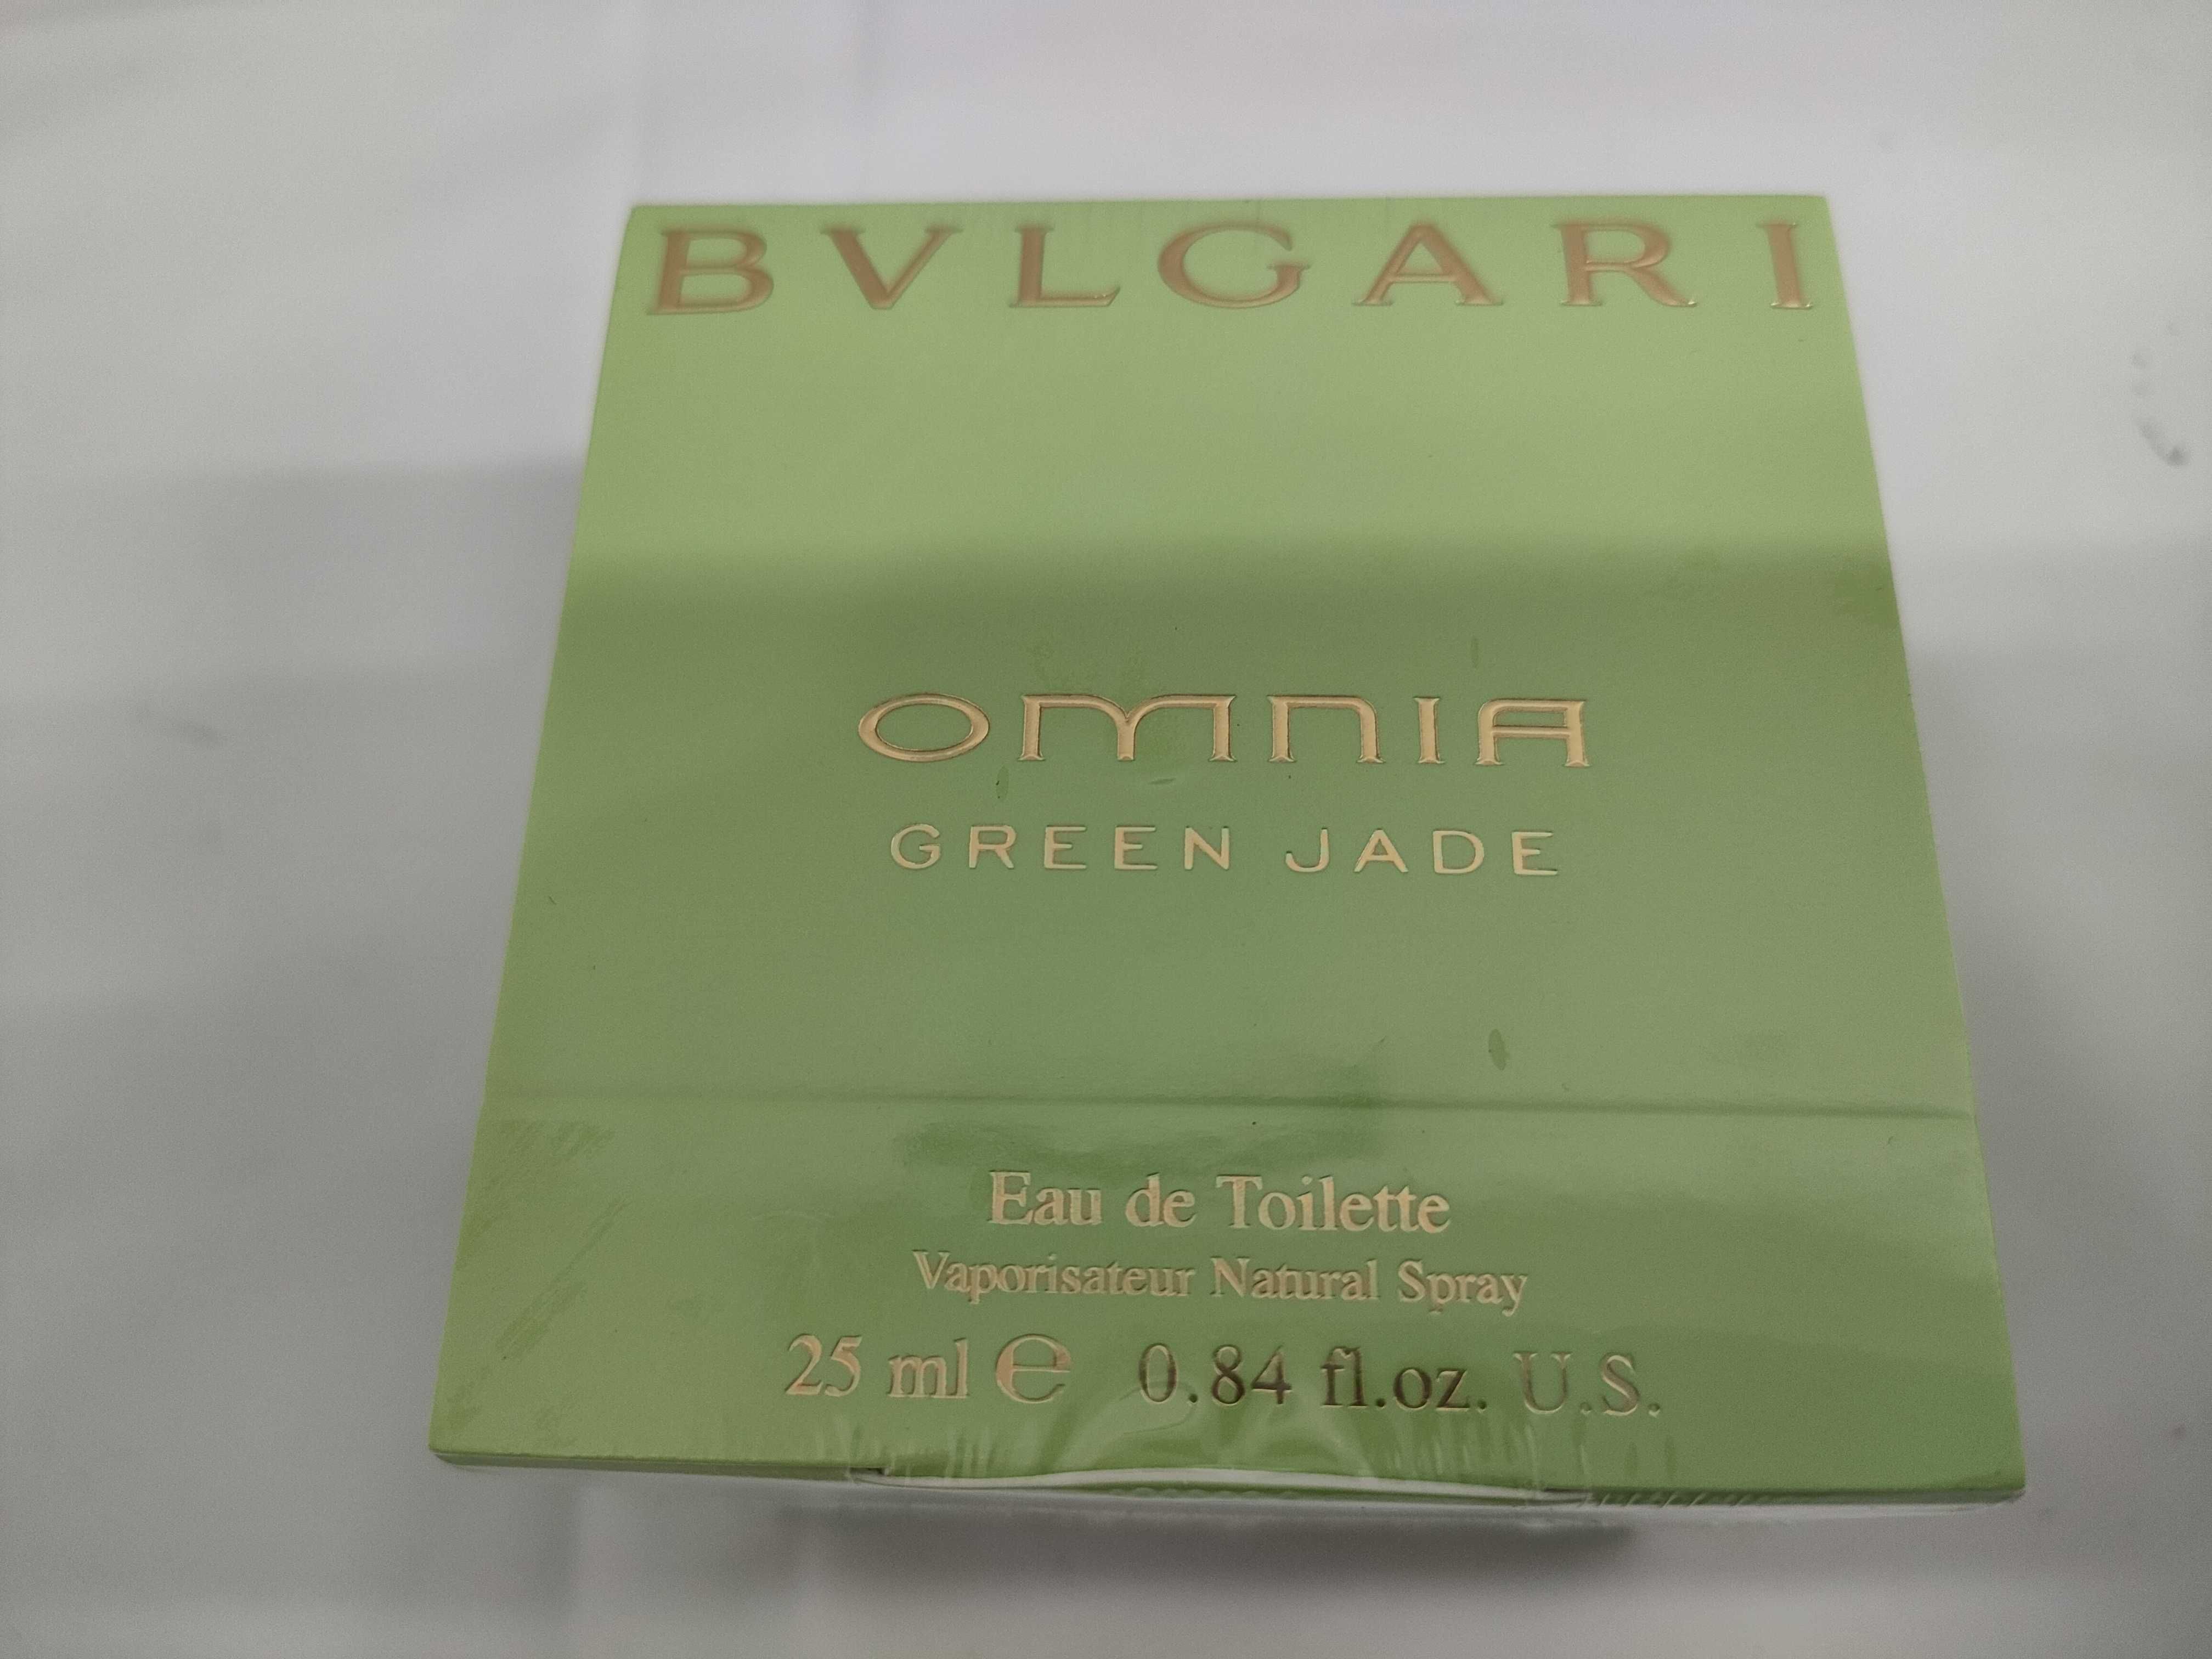 BVLGARI
OMNIA
GREEN JADE
Eau de Toilette
Vaporisateur Natural Spray
25 ml ℮ 0.84 fl.oz. U.S.